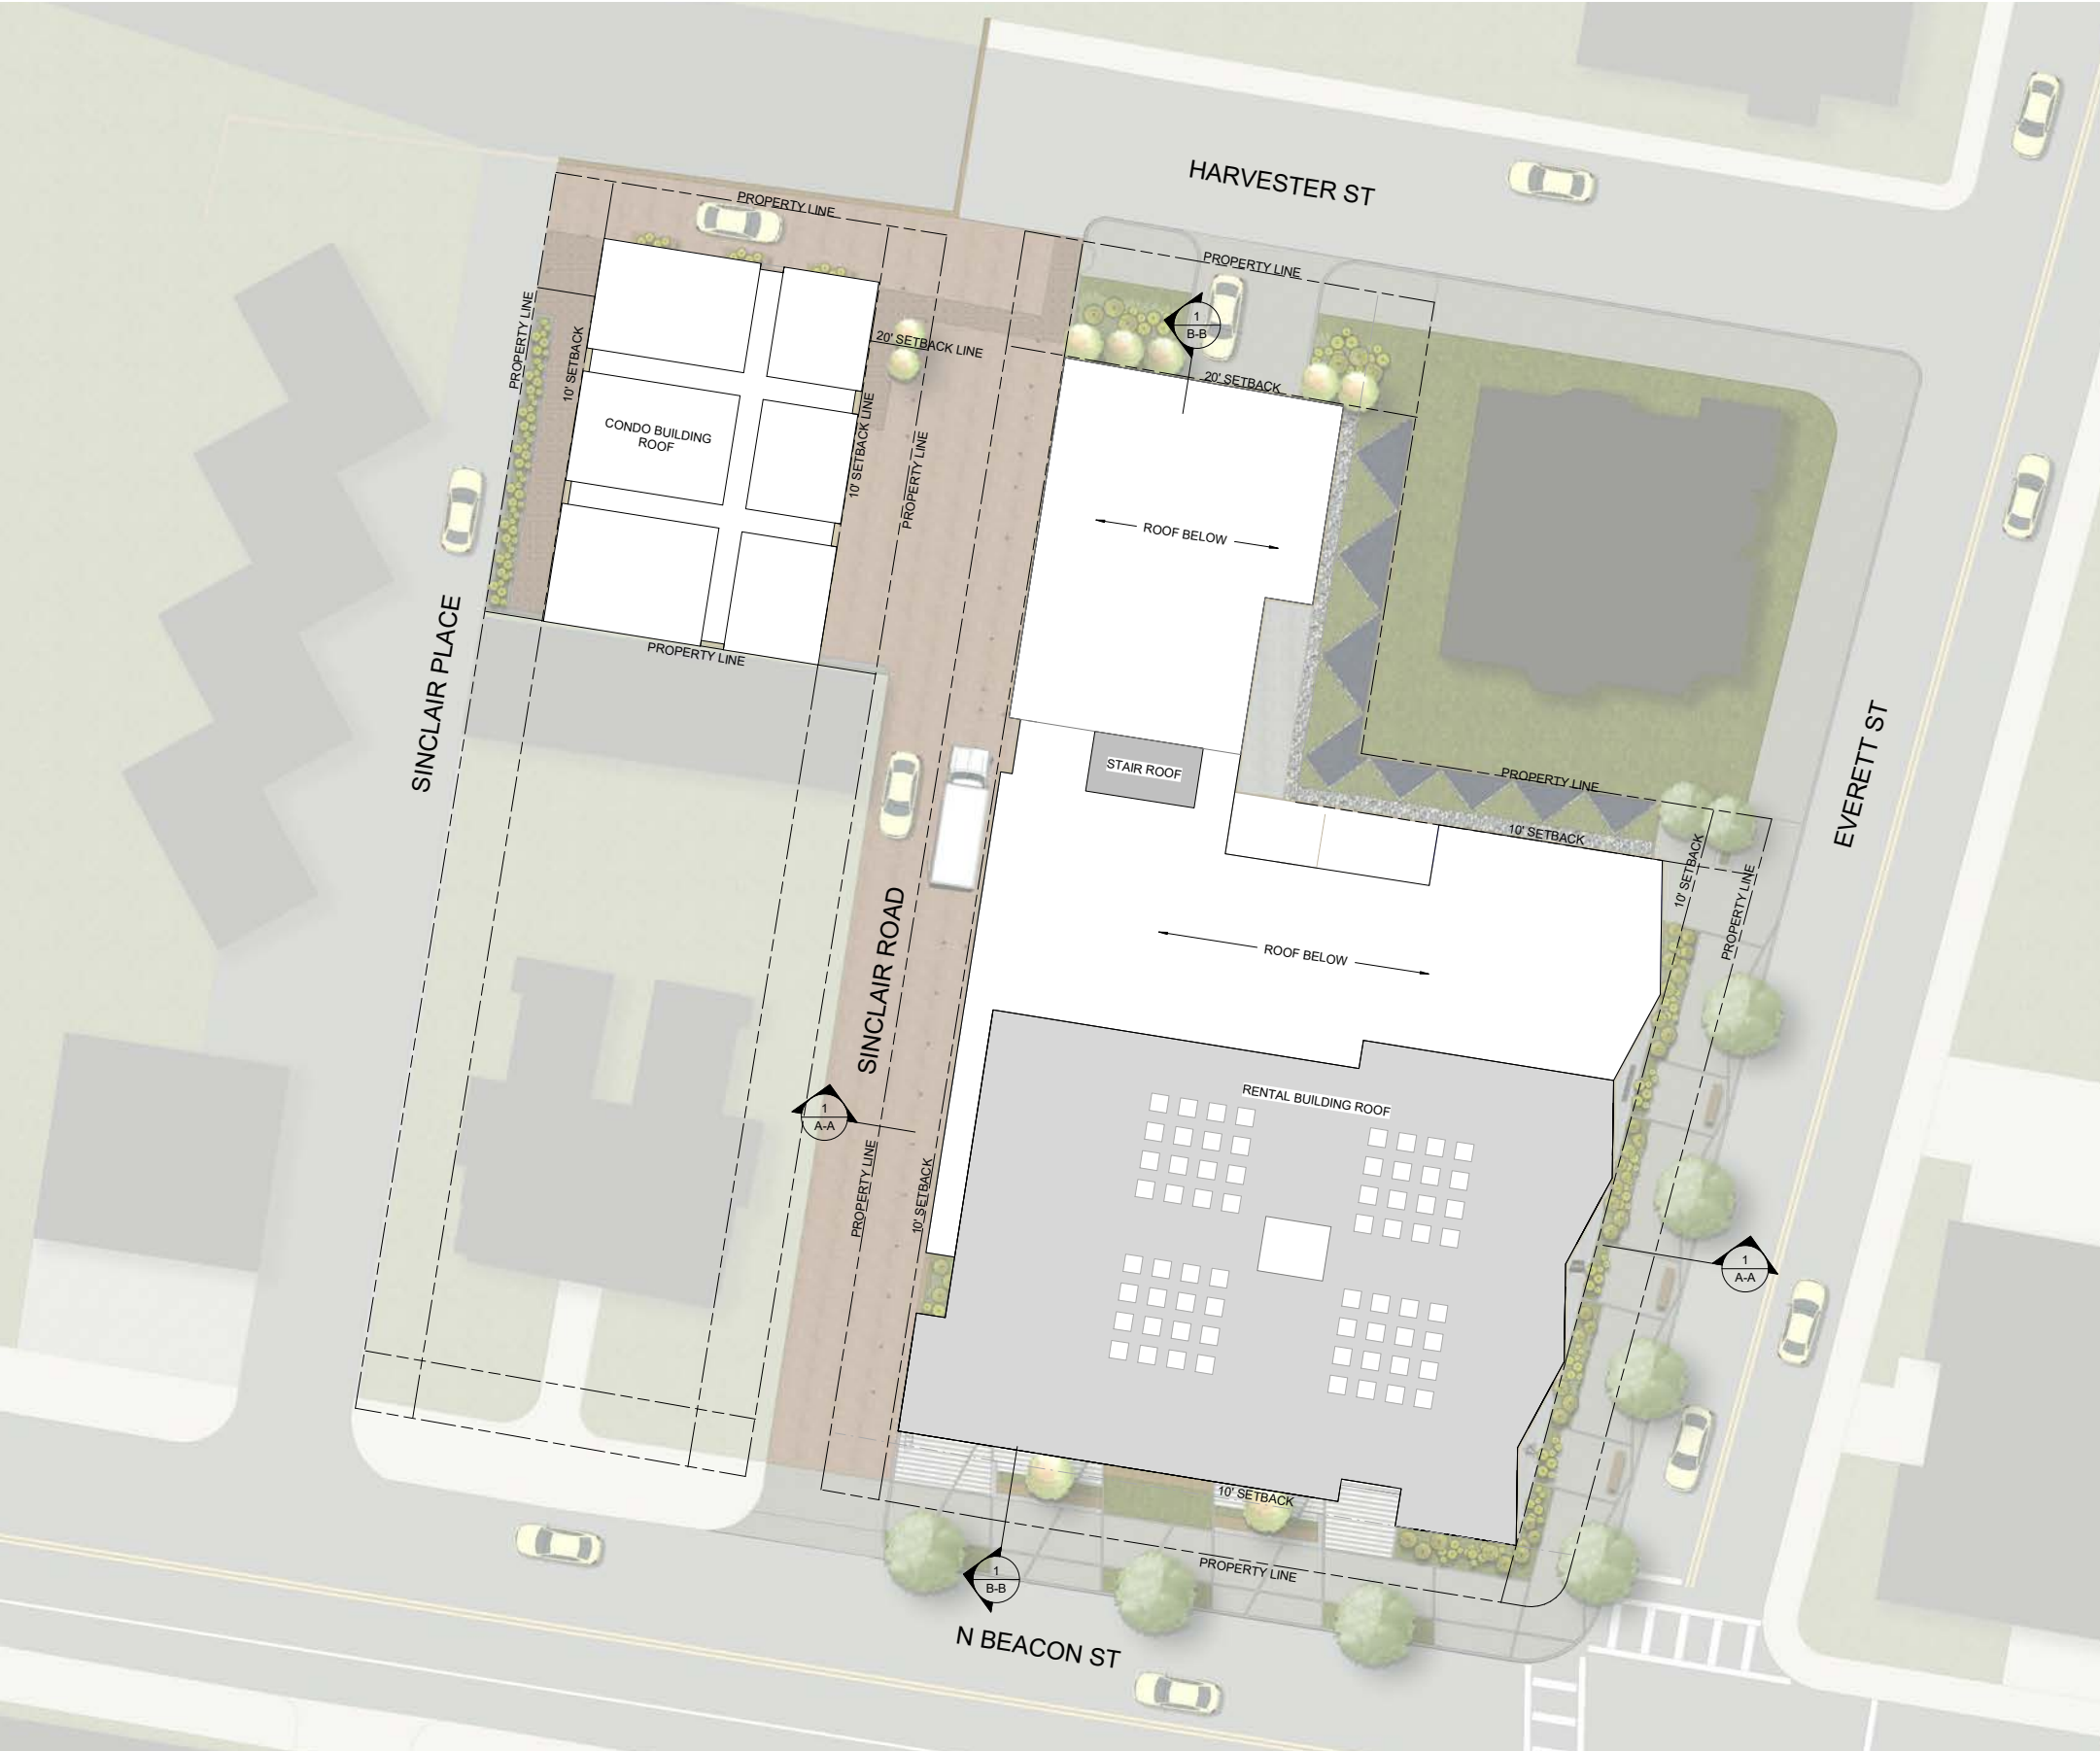 HARVESTER ST
PROPERTY LINE
PROPERTY LINE
1
B-B
PROPERTY LINE
10' SETBACK
20' SETBACK LINE
20' SETBACK
CONDO BUILDING
ROOF
10' SETBACK LINE
PROPERTY LINE
ROOF BELOW
SINCLAIR PLACE
PROPERTY LINE
STAIR ROOF
PROPERTY LINE
EVERETT ST
10' SETBACK
10' SETBACK
PROPERTY LINE
ROOF BELOW
SINCLAIR ROAD
1
A-A
RENTAL BUILDING ROOF
PROPERTY LINE
10' SETBACK
1
A-A
10' SETBACK
PROPERTY LINE
1
B-B
N BEACON ST